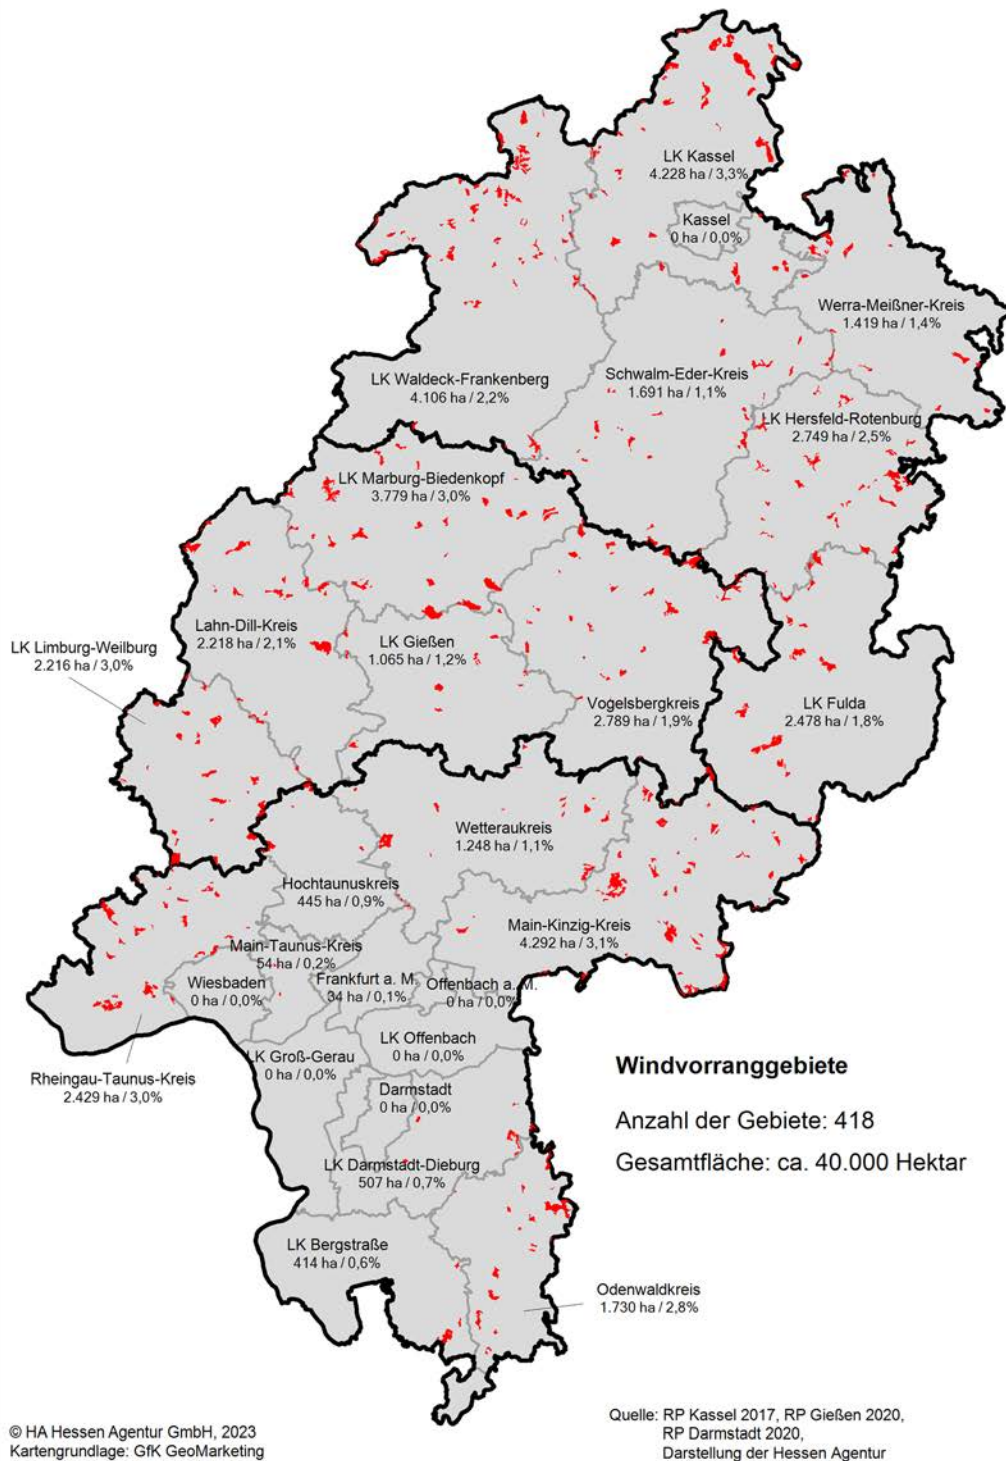 LK Kassel
4.228 ha / 3,3%
Kassel
0 ha / 0,0%
Werra-Meißner-Kreis
1.419 ha / 1,4%
LK Waldeck-Frankenberg
4.106 ha / 2,2%
Schwalm-Eder-Kreis
1.691 ha / 1,1%
LK Hersfeld-Rotenburg
2.749 ha / 2,5%
LK Marburg-Biedenkopf
3.779 ha / 3,0%
Lahn-Dill-Kreis
2.218 ha / 2,1%
LK Limburg-Weilburg
2.216 ha / 3,0%
LK Gießen
1.065 ha / 1,2%
Vogelsbergkreis
2.789 ha / 1,9%
LK Fulda
2.478 ha / 1,8%
Wetteraukreis
1.248 ha / 1,1%
Hochtaunuskreis
445 ha / 0,9%
Main-Kinzig-Kreis
4.292 ha / 3,1%
Main-Taunus-Kreis
54 ha / 0,2%
Wiesbaden
0 ha / 0,0%
Frankfurt a. M.
34 ha / 0,1%
Offenbach a. M.
0 ha / 0,0%
LK Offenbach
0 ha / 0,0%
LK Groß-Gerau
0 ha / 0,0%
Rheingau-Taunus-Kreis
2.429 ha / 3,0%
Darmstadt
0 ha / 0,0%
LK Darmstadt-Dieburg
507 ha / 0,7%
LK Bergstraße
414 ha / 0,6%
Odenwaldkreis
1.730 ha / 2,8%
Windvorranggebiete
Anzahl der Gebiete: 418
Gesamtfläche: ca. 40.000 Hektar
© HA Hessen Agentur GmbH, 2023
Kartengrundlage: GfK GeoMarketing
Quelle: RP Kassel 2017, RP Gießen 2020,
RP Darmstadt 2020,
Darstellung der Hessen Agentur